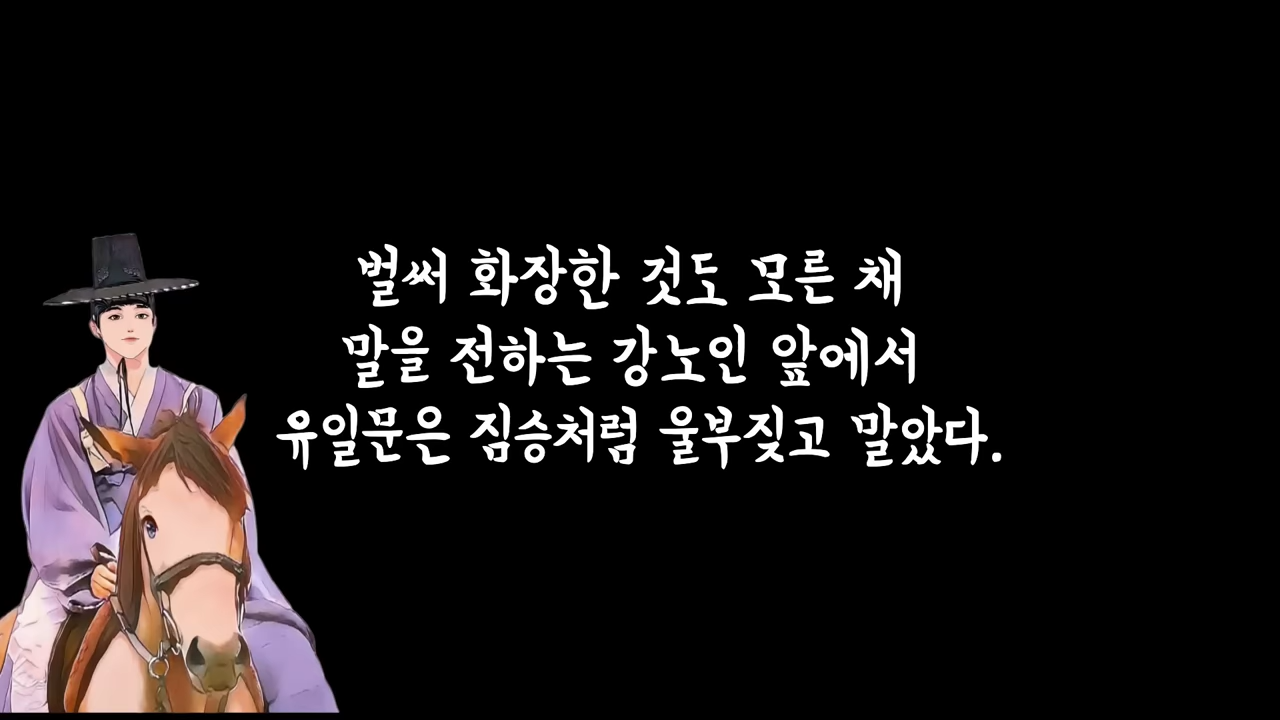 벌써 화장한 것도 모른 채
말을 전하는 강노인 앞에서
유일문은 짐승처럼 울부짖고 말았다.